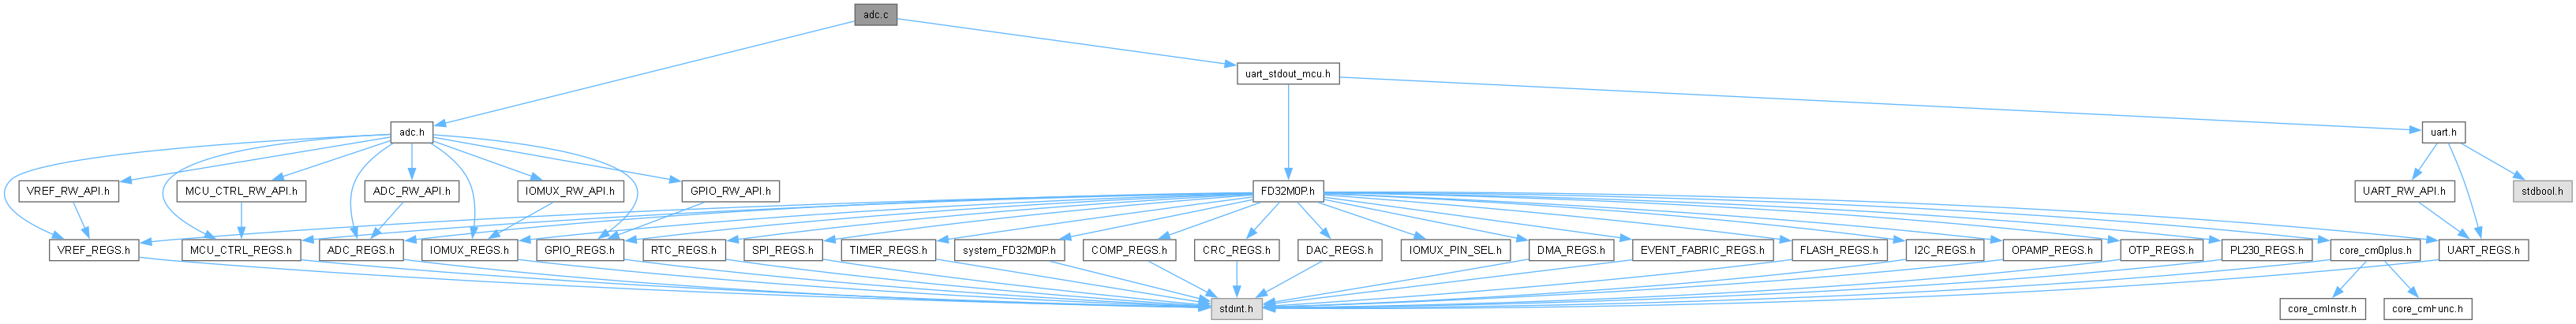 adc.c
uart_stdout_mcu.h
adc.h
uart.h
VREF_RW_API.h
MCU_CTRL_RW_API.h
ADC_RW_API.h
IOMUX_RW_API.h
GPIO_RW_API.h
FD32M0P.h
UART_RW_API.h
stdbool.h
VREF_REGS.h
MCU_CTRL_REGS.h
ADC_REGS.h
IOMUX_REGS.h
GPIO_REGS.h
RTC_REGS.h
SPI_REGS.h
TIMER_REGS.h
system_FD32M0P.h
COMP_REGS.h
CRC_REGS.h
DAC_REGS.h
IOMUX_PIN_SEL.h
DMA_REGS.h
EVENT_FABRIC_REGS.h
FLASH_REGS.h
I2C_REGS.h
OPAMP_REGS.h
OTP_REGS.h
PL230_REGS.h
core_cm0plus.h
UART_REGS.h
stdint.h
core_cmInstr.h
core_cmFunc.h